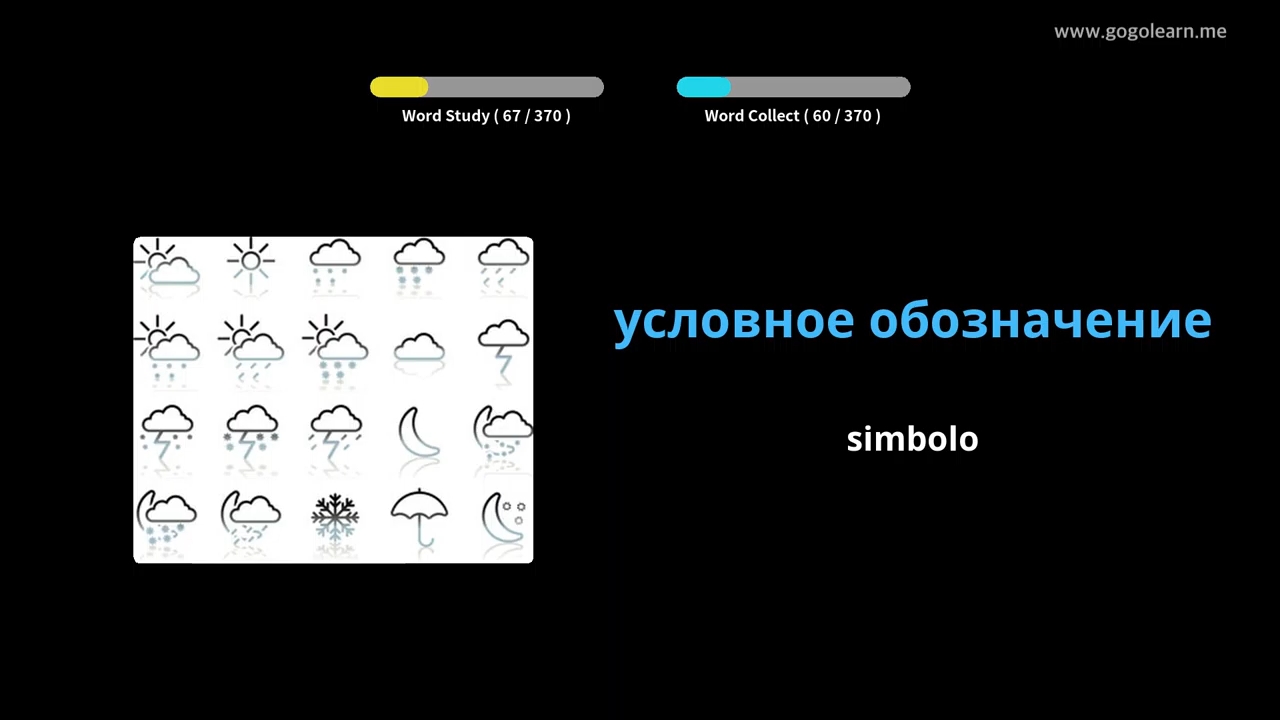 www.gogolearn.me
Word Study ( 67 / 370 )
Word Collect ( 60 / 370 )
условное обозначение
simbolo